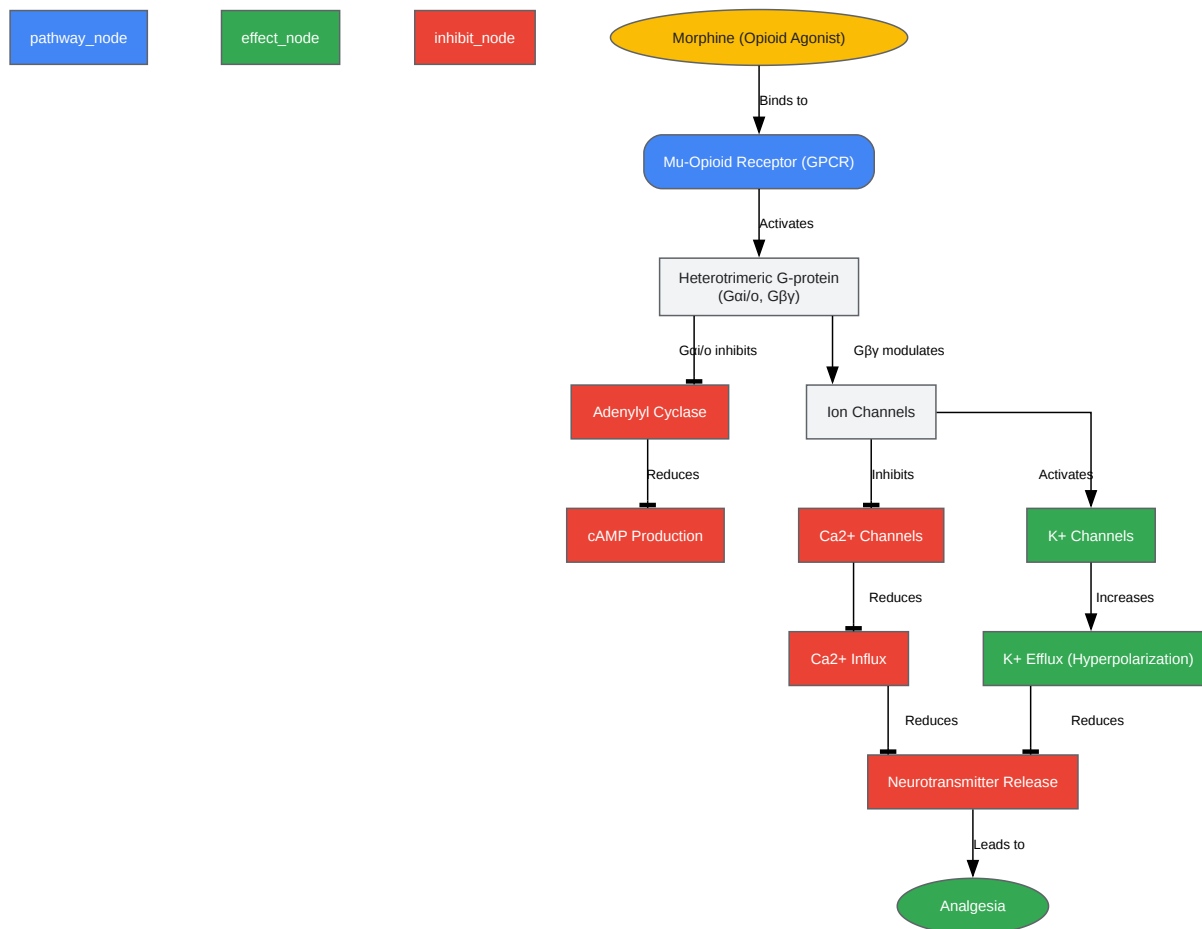 pathway_node
effect_node
inhibit_node
Morphine (Opioid Agonist)
Binds to
Mu-Opioid Receptor (GPCR)
Activates
Heterotrimeric G-protein
(Gαi/o, Gβγ)
Gαi/o inhibits
Gβγ modulates
Adenylyl Cyclase
Ion Channels
Reduces
Inhibits
Activates
cAMP Production
Ca2+ Channels
K+ Channels
Reduces
Increases
Ca2+ Influx
K+ Efflux (Hyperpolarization)
Reduces
Reduces
Neurotransmitter Release
Leads to
Analgesia